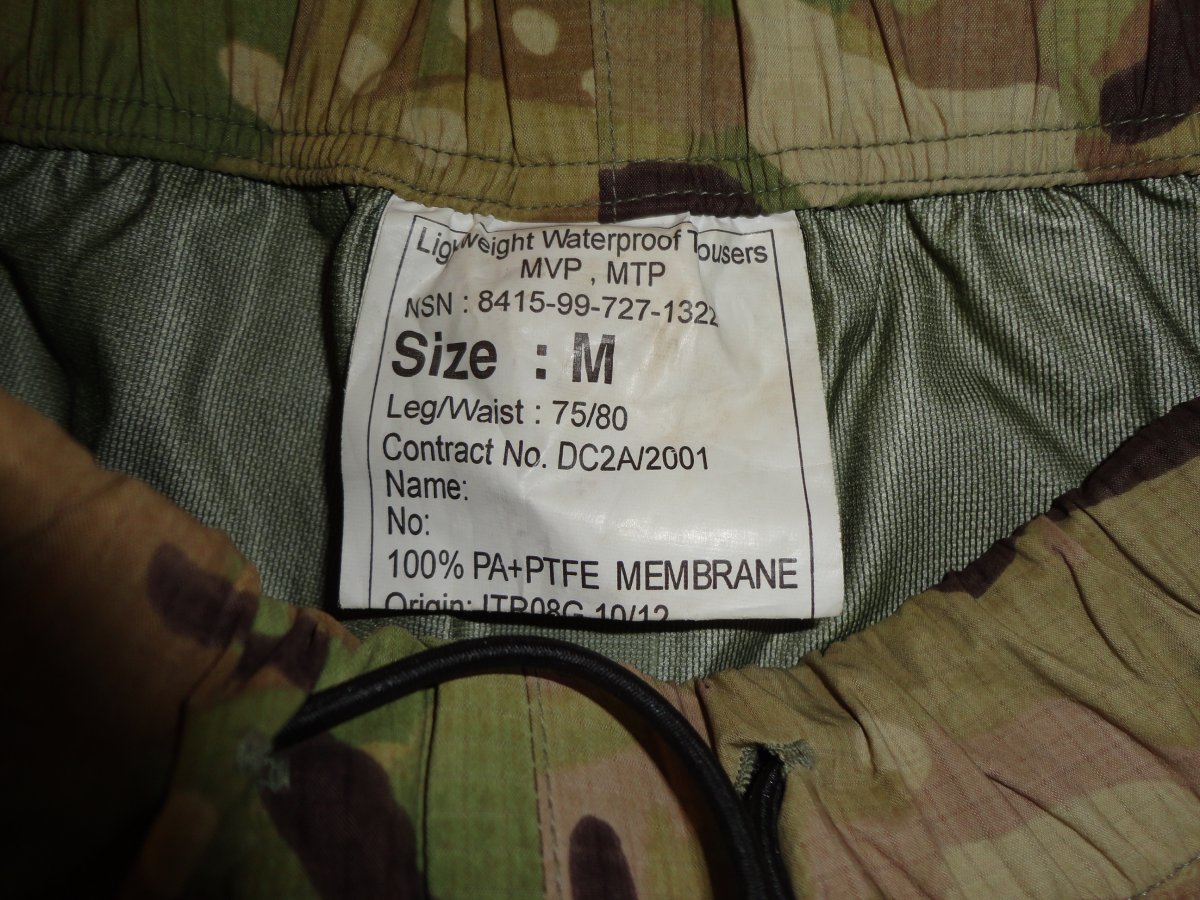 Lightweight Waterproof Trousers
MVP , MTP
NSN : 8415-99-727-1322
Size : M
Leg/Waist : 75/80
Contract No. DC2A/2001
Name:
No:
100% PA+PTFE MEMBRANE
Origin: ITR08G 10/12